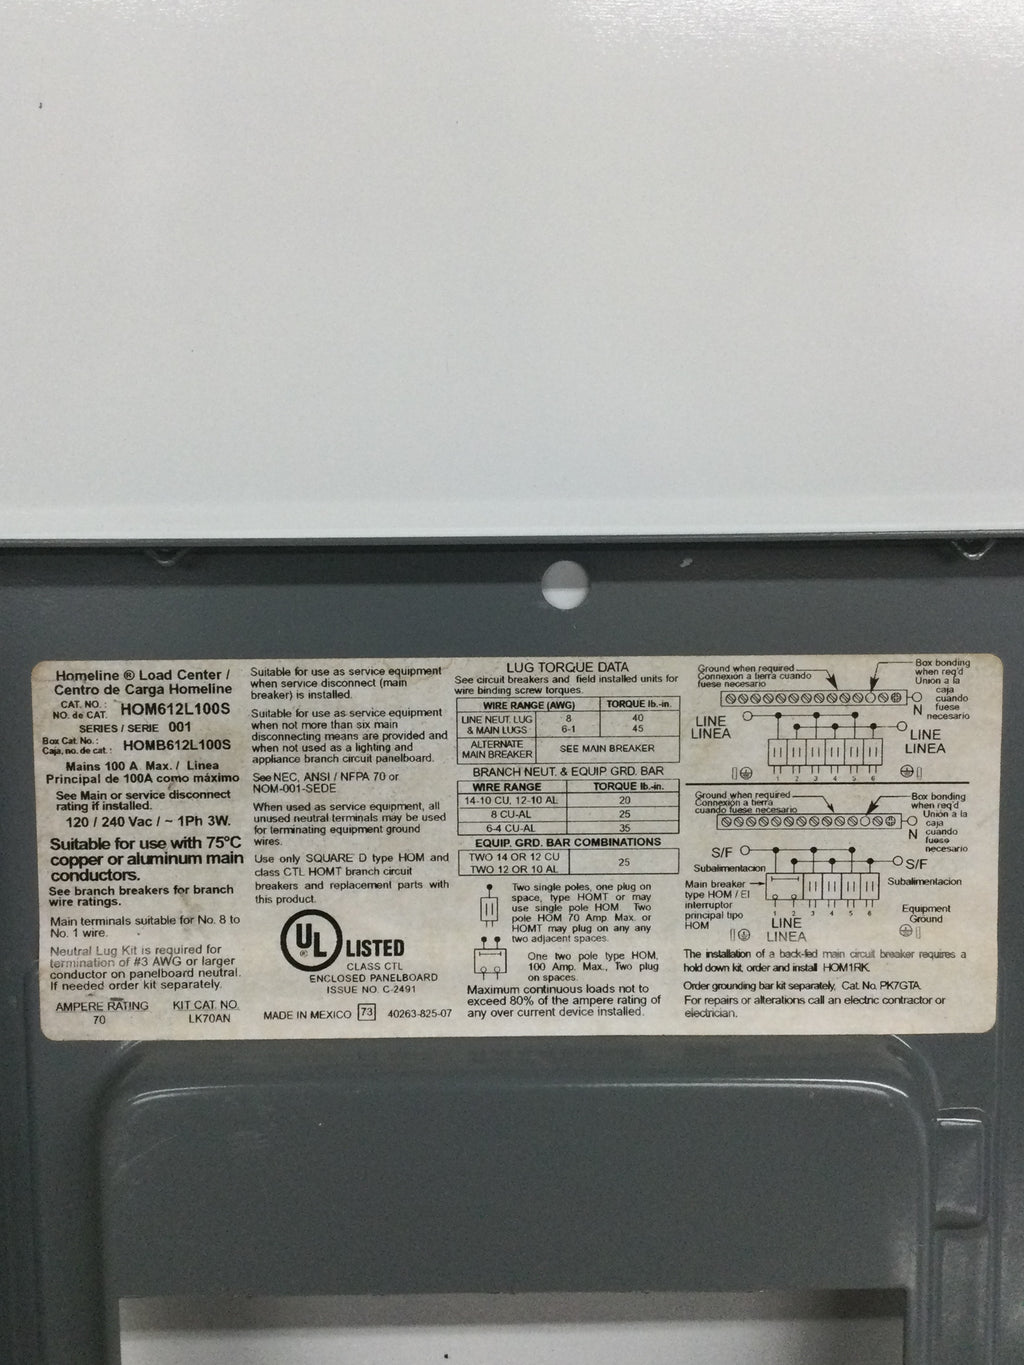 Homeline ® Load Center /
Centro de Carga Homeline
CAT. NO. :
NO. de CAT. HOM612L100S
SERIES / SERIE 001
Box Cat. No.:
Caja, no. de cat.: HOMB612L100S
Mains 100 A Max. / Linea
Principal de 100A como máximo
See Main or service disconnect
rating if installed.
120 / 240 Vac / ~ 1Ph 3W.
Suitable for use with 75°C
copper or aluminum main
conductors.
See branch breakers for branch
wire ratings.
Main terminals suitable for No. 8 to
No. 1 wire.
Neutral Lug Kit is required for
termination of #3 AWG or larger
conductor on panelboard neutral.
If needed order kit separately.
AMPERE RATING KIT CAT. NO.
70 LK70AN
Suitable for use as service equipment
when service disconnect (main
breaker) is installed.
Suitable for use as service equipment
when not more than six main
disconnecting means are provided and
when not used as a lighting and
appliance branch circuit panelboard.
See NEC, ANSI / NFPA 70 or
NOM-001-SEDE
When used as service equipment, all
unused neutral terminals may be used
for terminating equipment ground
wires.
Use only SQUARE D type HOM and
class CTL HOMT branch circuit
breakers and replacement parts with
this product.
UL ® LISTED
CLASS CTL
ENCLOSED PANELBOARD
ISSUE NO. C-2491
MADE IN MEXICO 73 40263-825-07
LUG TORQUE DATA
See circuit breakers and field installed units for
wire binding screw torques.
WIRE RANGE (AWG) TORQUE lb.-in.
LINE NEUT. LUG 8 40
& MAIN LUGS 6-1 45
ALTERNATE
MAIN BREAKER SEE MAIN BREAKER
BRANCH NEUT. & EQUIP GRD. BAR
WIRE RANGE TORQUE lb.-in.
14-10 CU, 12-10 AL 20
8 CU-AL 25
6-4 CU-AL 35
EQUIP. GRD. BAR COMBINATIONS
TWO 14 OR 12 CU
TWO 12 OR 10 AL 25
Two single poles, one plug on
space, type HOMT or may
use single pole HOM. Two
pole HOM 70 Amp. Max. or
HOMT may plug on any any
two adjacent spaces.
One two pole type HOM,
100 Amp. Max., Two plug
on spaces.
Maximum continuous loads not to
exceed 80% of the ampere rating of
any over current device installed.
Ground when required
Connexion a tierra cuando
fuese necesario
Box bonding
when req'd
Unión a la
caja
cuando
fuese
necesario
N
LINE
LINEA
LINE
LINEA
1 2 3 4 5 6
Ground when required
Connexion a tierra
cuando fuese necesario
Box bonding
when req'd
Unión a la
caja
cuando
fuese
necesario
N
S/F
Subalimentacion
S/F
Subalimentacion
Main breaker
type HOM / El
interruptor
principal tipo
HOM
1 2 3 4 5 6
LINE
LINEA
Equipment
Ground
The installation of a back-fed main circuit breaker requires a
hold down kit, order and install HOM1RK.
Order grounding bar kit separately, Cat. No. PK7GTA.
For repairs or alterations call an electric contractor or
electrician.